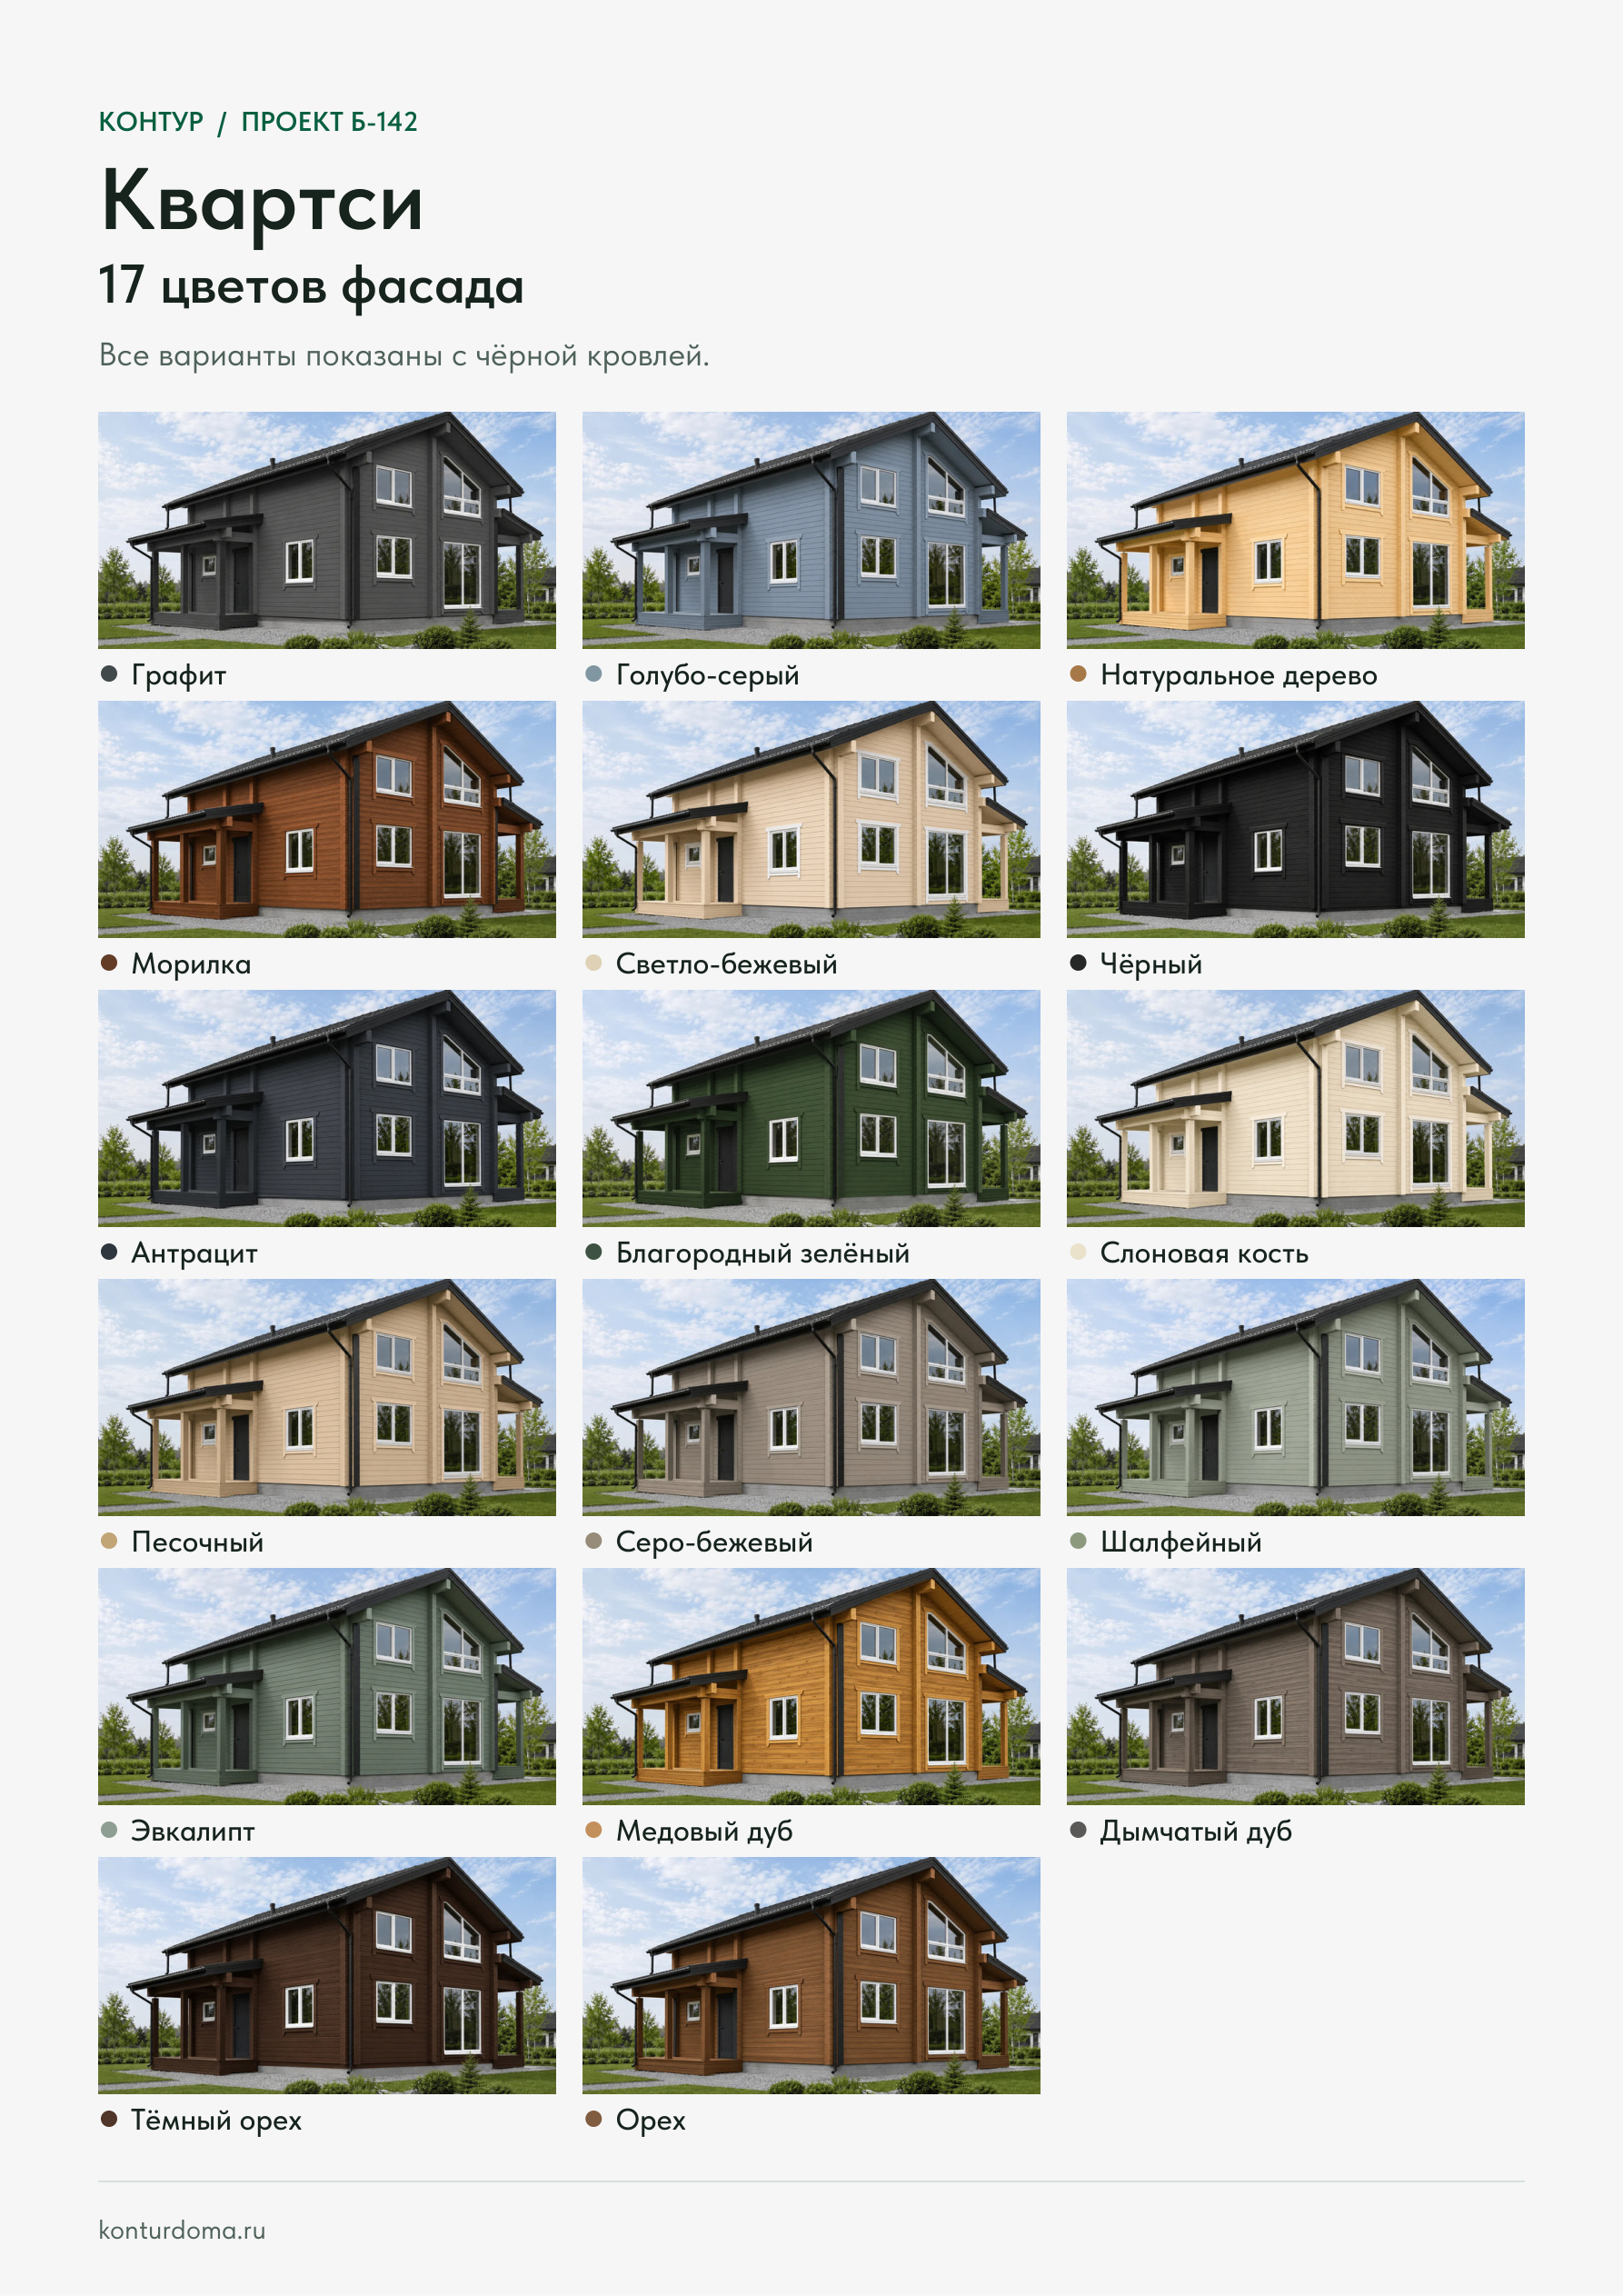 КОНТУР / ПРОЕКТ Б-142
Квартси
17 цветов фасада
Все варианты показаны с чёрной кровлей.
Графит
Голубо-серый
Натуральное дерево
Морилка
Светло-бежевый
Чёрный
Антрацит
Благородный зелёный
Слоновая кость
Песочный
Серо-бежевый
Шалфейный
Эвкалипт
Медовый дуб
Дымчатый дуб
Тёмный орех
Орех
konturdoma.ru